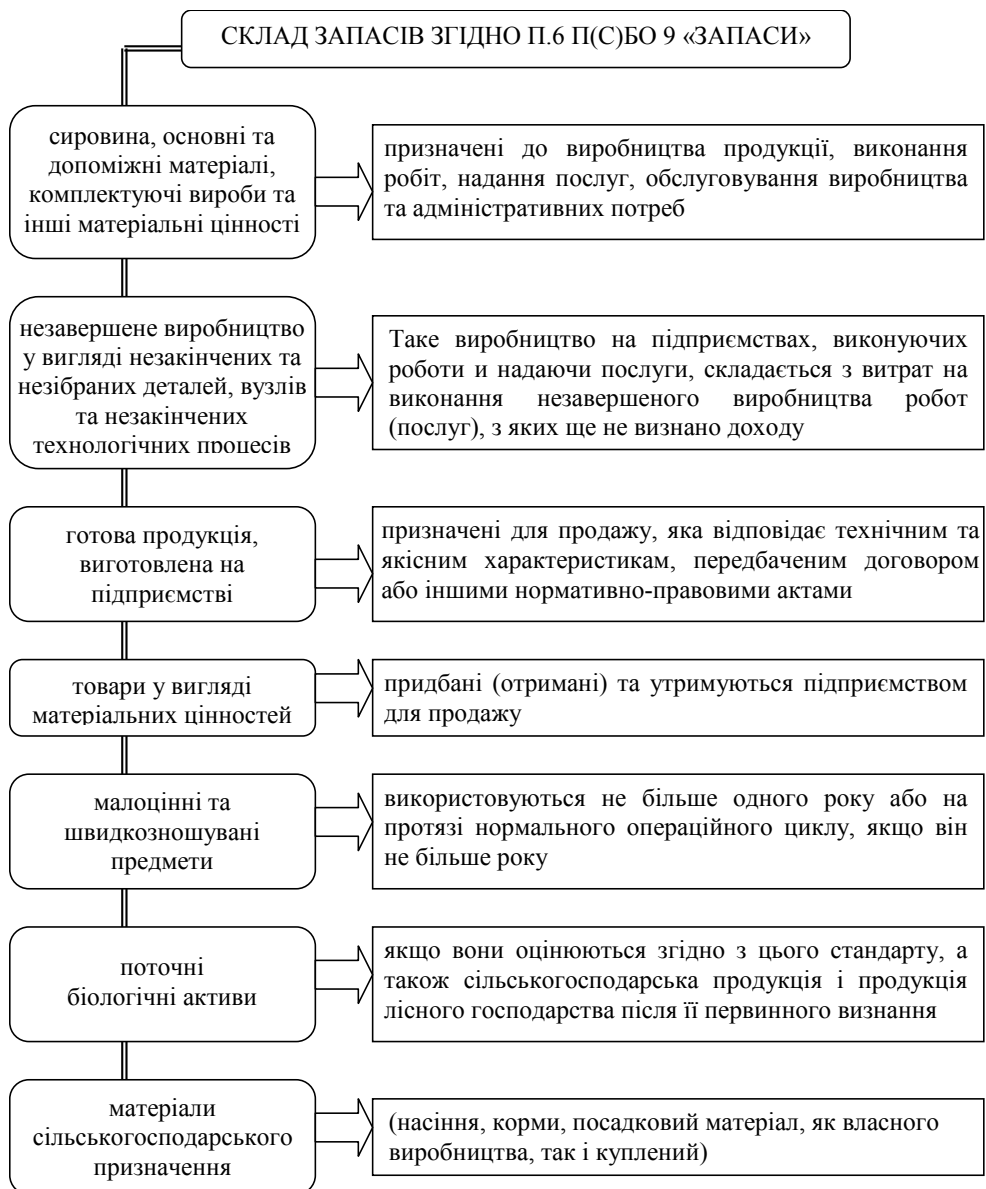 СКЛАД ЗАПАСІВ ЗГІДНО П.6 П(С)БО 9 «ЗАПАСИ»
сировина, основні та
допоміжні матеріалі,
комплектуючі вироби та
інші матеріальні цінності
призначені до виробництва продукції, виконання
робіт, надання послуг, обслуговування виробництва
та адміністративних потреб
незавершене виробництво
у вигляді незакінчених та
незібраних деталей, вузлів
та незакінчених
технологічних процесів
Таке виробництво на підприємствах, виконуючих
роботи и надаючи послуги, складається з витрат на
виконання незавершеного виробництва робот
(послуг), з яких ще не визнано доходу
готова продукція,
виготовлена на
підприємстві
призначені для продажу, яка відповідає технічним та
якісним характеристикам, передбаченим договором
або іншими нормативно-правовими актами
товари у вигляді
матеріальних цінностей
придбані (отримані) та утримуються підприємством
для продажу
малоцінні та
швидкозношувані
предмети
використовуються не більше одного року або на
протязі нормального операційного циклу, якщо він
не більше року
поточні
біологічні активи
якщо вони оцінюються згідно з цього стандарту, а
також сільськогосподарська продукція і продукція
лісного господарства після її первинного визнання
матеріали
сільськогосподарського
призначення
(насіння, корми, посадковий матеріал, як власного
виробництва, так і куплений)